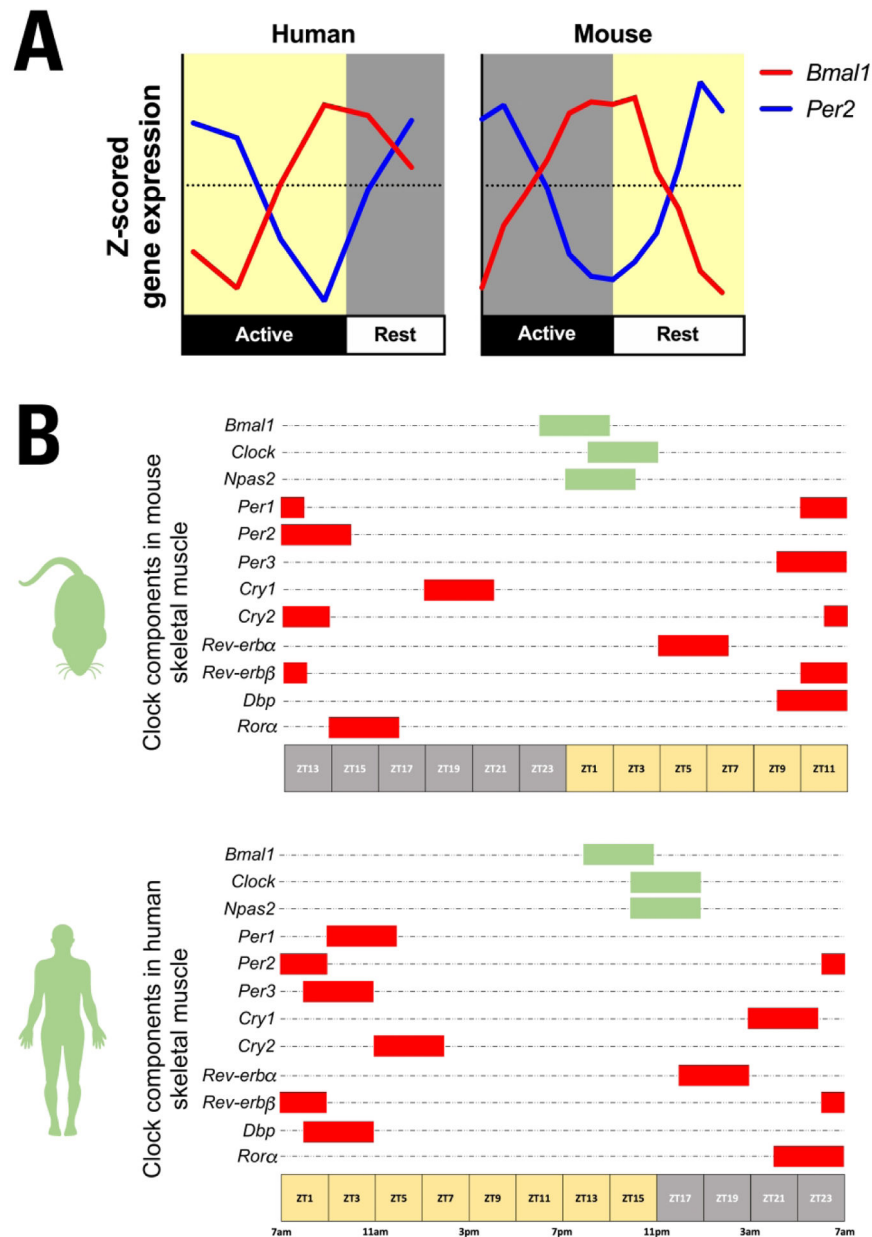 A
Human
Mouse
Bmal1
Per2
Z-scored
gene expression
Active
Rest
Active
Rest
B
Clock components in mouse
skeletal muscle
Bmal1
Clock
Npas2
Per1
Per2
Per3
Cry1
Cry2
Rev-erbα
Rev-erbβ
Dbp
Rorα
ZT13 ZT15 ZT17 ZT19 ZT21 ZT23 ZT1 ZT3 ZT5 ZT7 ZT9 ZT11
Clock components in human
skeletal muscle
Bmal1
Clock
Npas2
Per1
Per2
Per3
Cry1
Cry2
Rev-erbα
Rev-erbβ
Dbp
Rorα
ZT1 ZT3 ZT5 ZT7 ZT9 ZT11 ZT13 ZT15 ZT17 ZT19 ZT21 ZT23
7am 11am 3pm 7pm 11pm 3am 7am